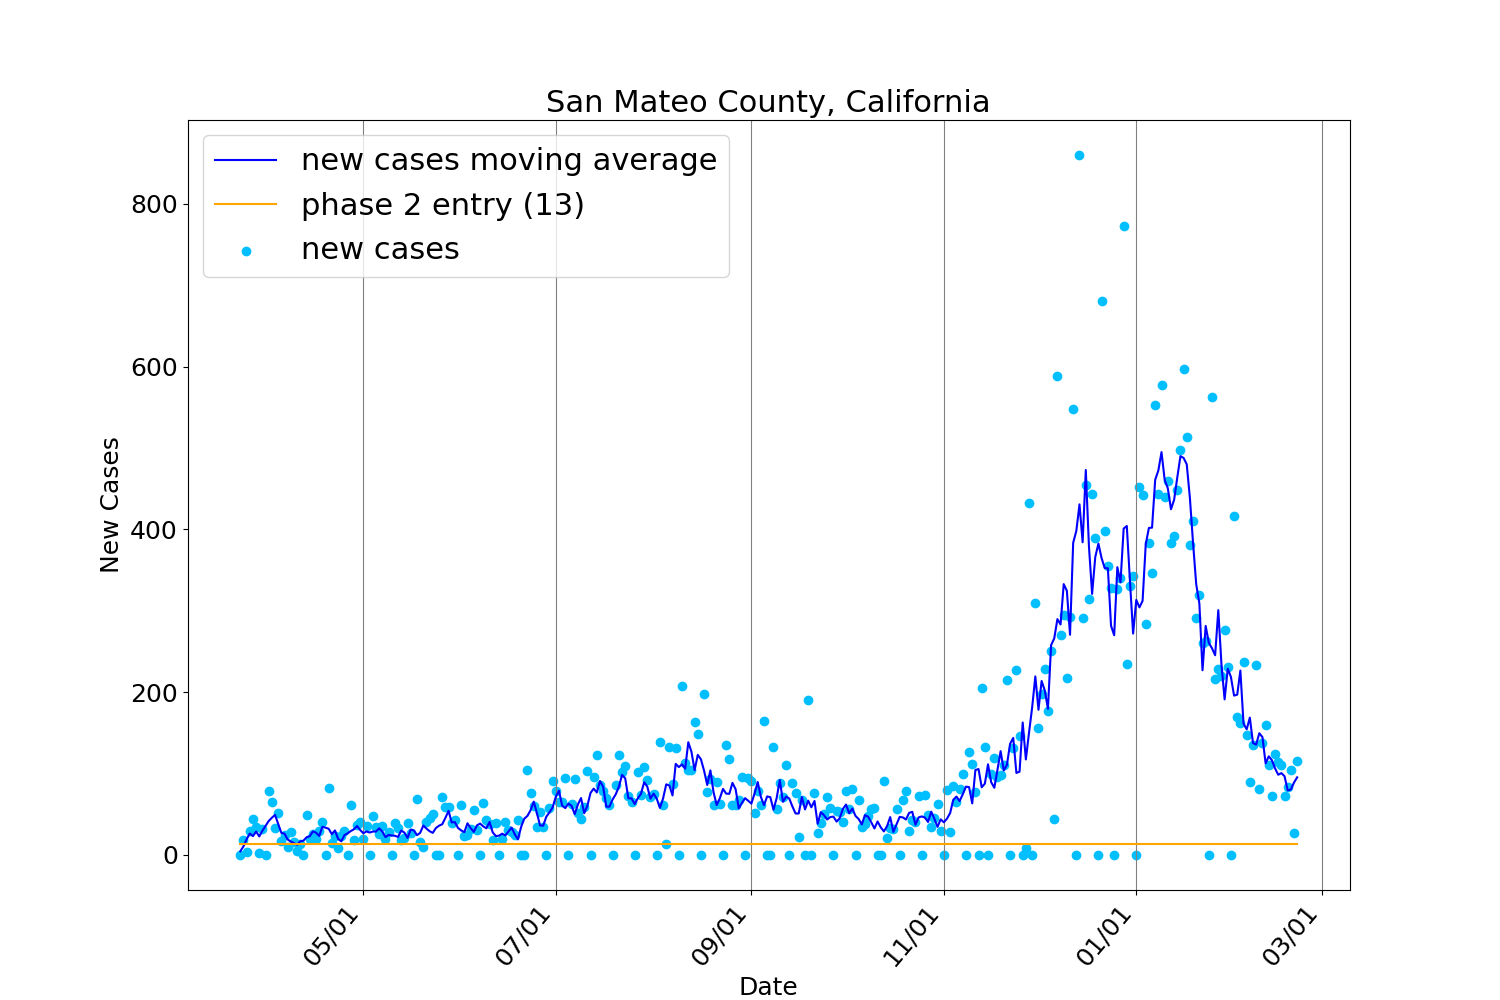 San Mateo County, California
new cases moving average
phase 2 entry (13)
new cases
800
600
400
200
0
New Cases
05/01
07/01
09/01
11/01
01/01
03/01
Date